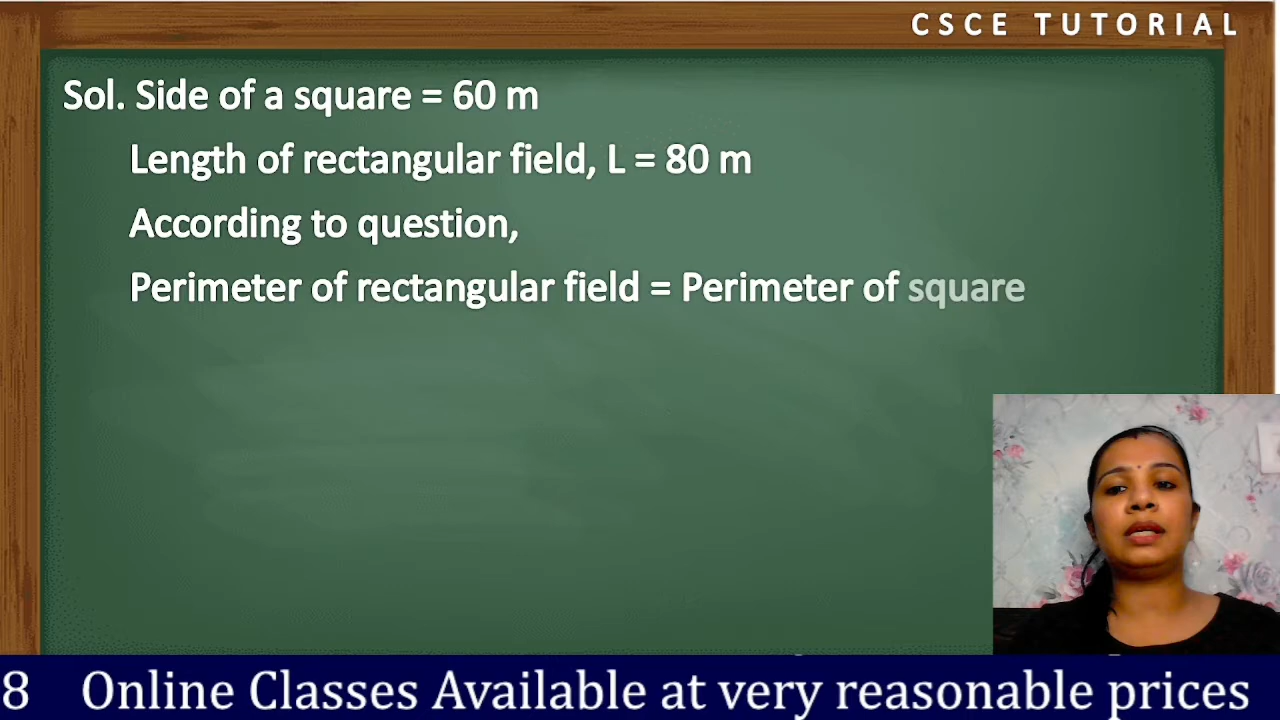 CSCE TUTORIAL
Sol. Side of a square = 60 m
Length of rectangular field, L = 80 m
According to question,
Perimeter of rectangular field = Perimeter of square
8 Online Classes Available at very reasonable prices